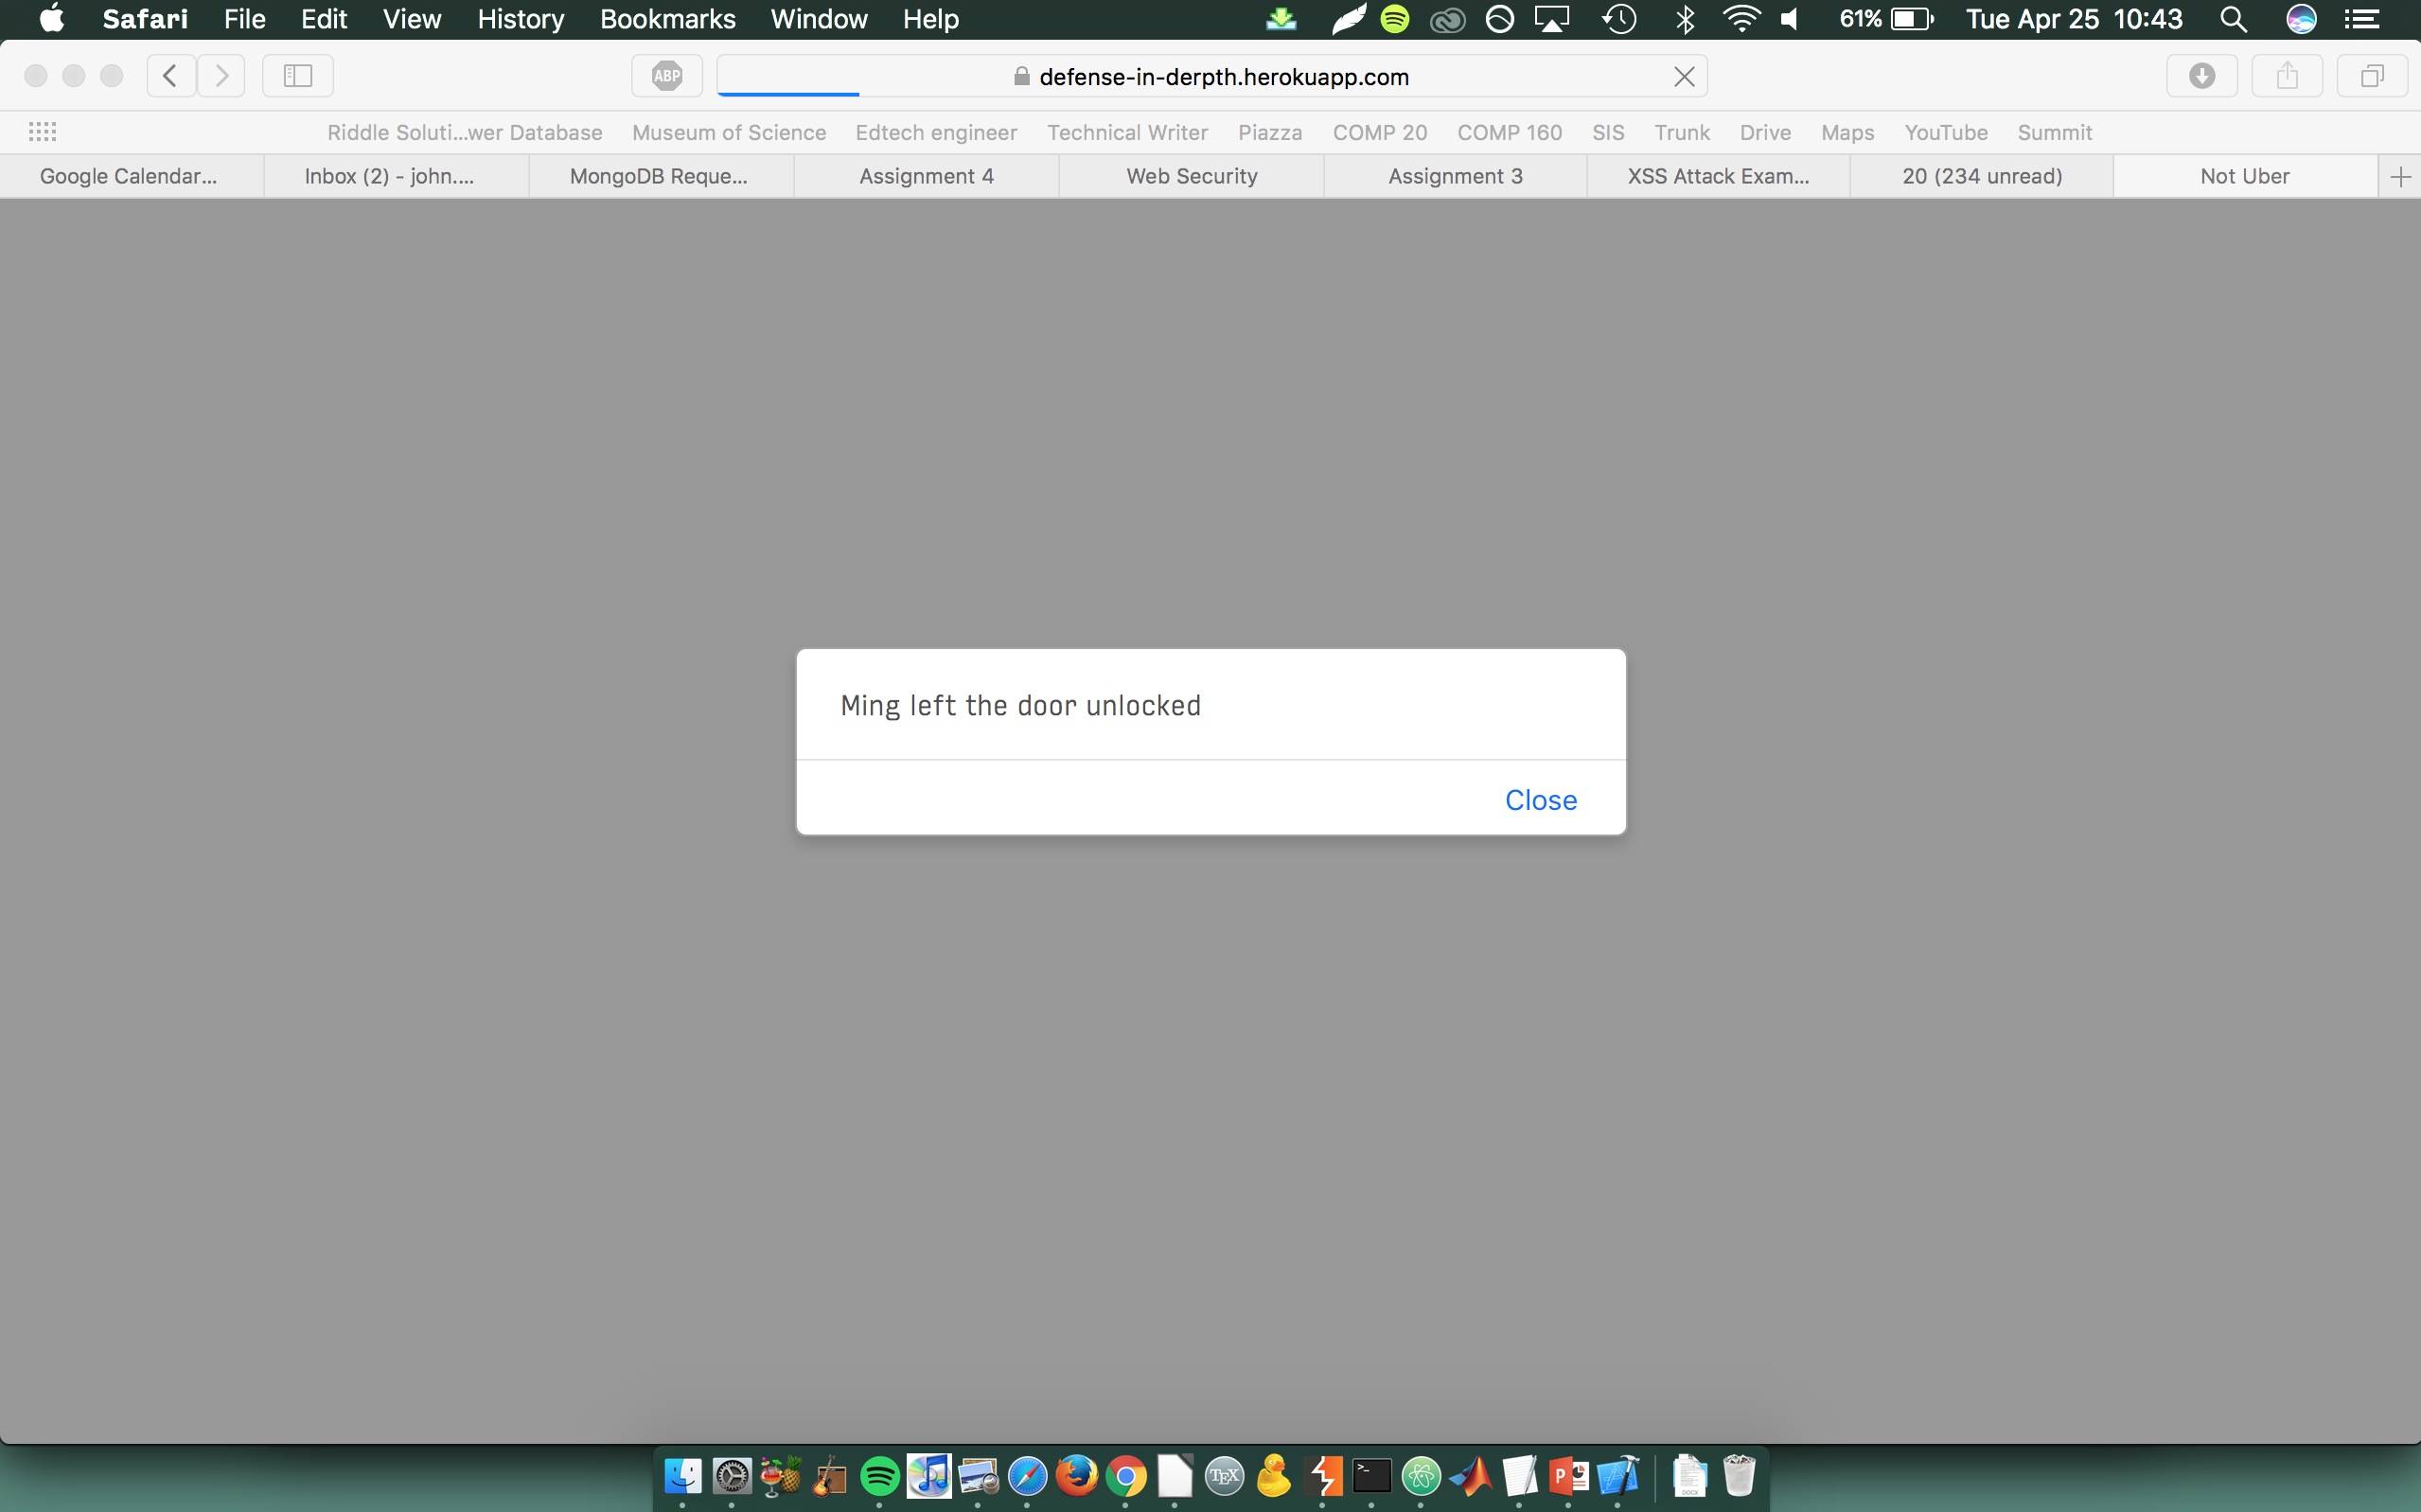 Safari File Edit View History Bookmarks Window Help 61% Tue Apr 25 10:43
ABP defense-in-derpth.herokuapp.com
Riddle Soluti...wer Database Museum of Science Edtech engineer Technical Writer Piazza COMP 20 COMP 160 SIS Trunk Drive Maps YouTube Summit
Google Calendar... Inbox (2) - john.... MongoDB Reque... Assignment 4 Web Security Assignment 3 XSS Attack Exam... 20 (234 unread) Not Uber
Ming left the door unlocked
Close
TEX P DOCX